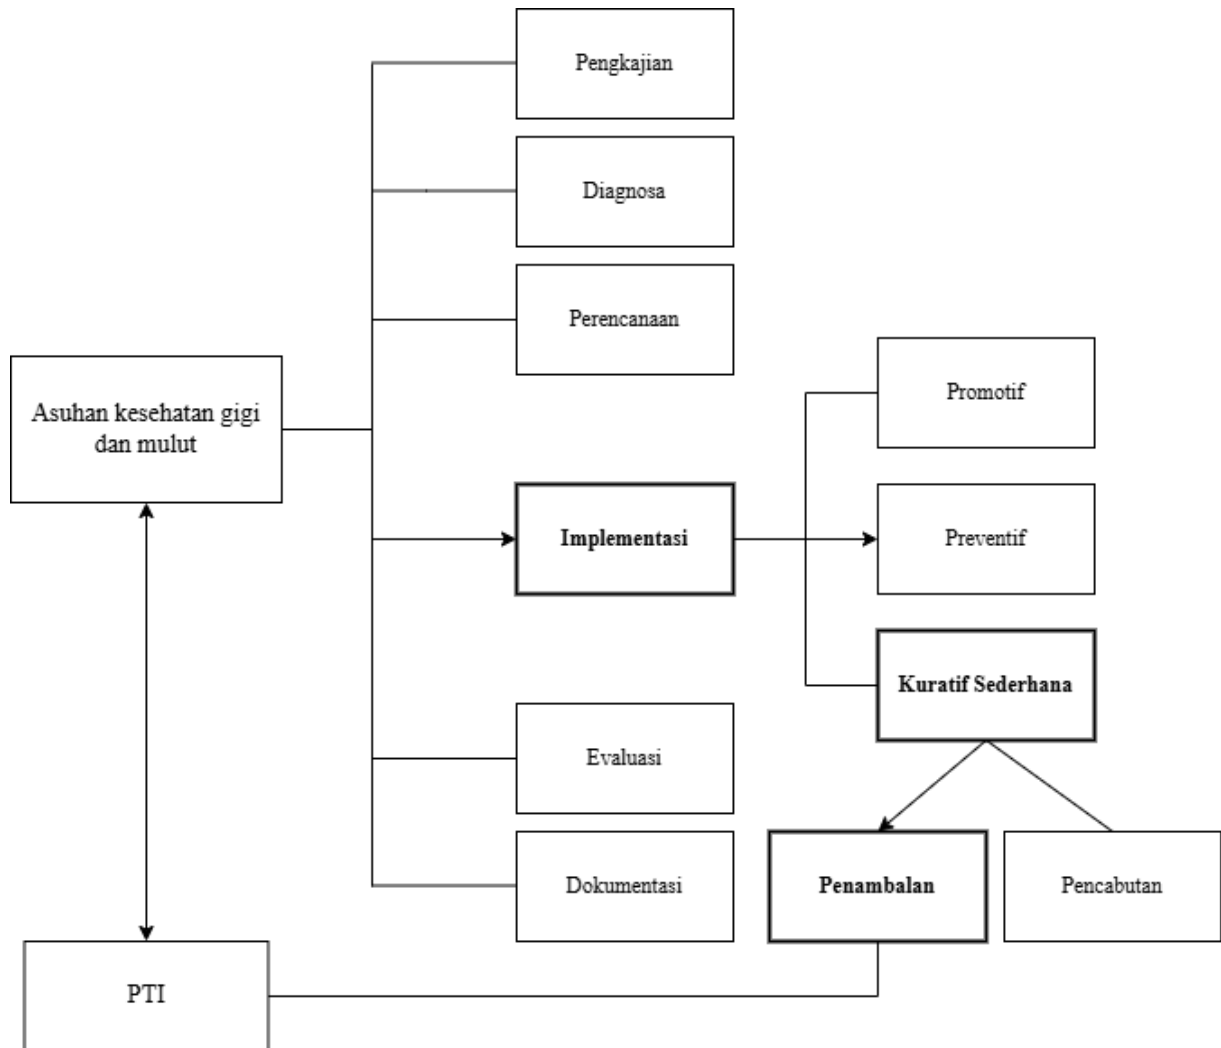 Pengkajian
Diagnosa
Perencanaan
Asuhan kesehatan gigi
dan mulut
Promotif
Implementasi
Preventif
Kuratif Sederhana
Evaluasi
Dokumentasi
Penambalan
Pencabutan
PTI